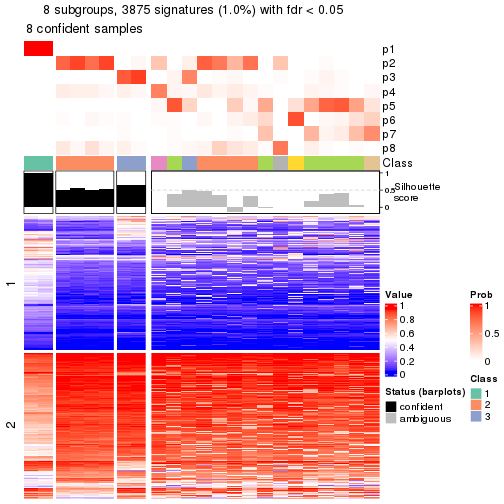 8 subgroups, 3875 signatures (1.0%) with fdr < 0.05
8 confident samples
p1
p2
p3
p4
p5
p6
p7
p8
Class
1
0.5
0
Silhouette
score
1
2
Value
1
0.8
0.6
0.4
0.2
0
Prob
1
0.5
0
Status (barplots)
confident
ambiguous
Class
1
2
3